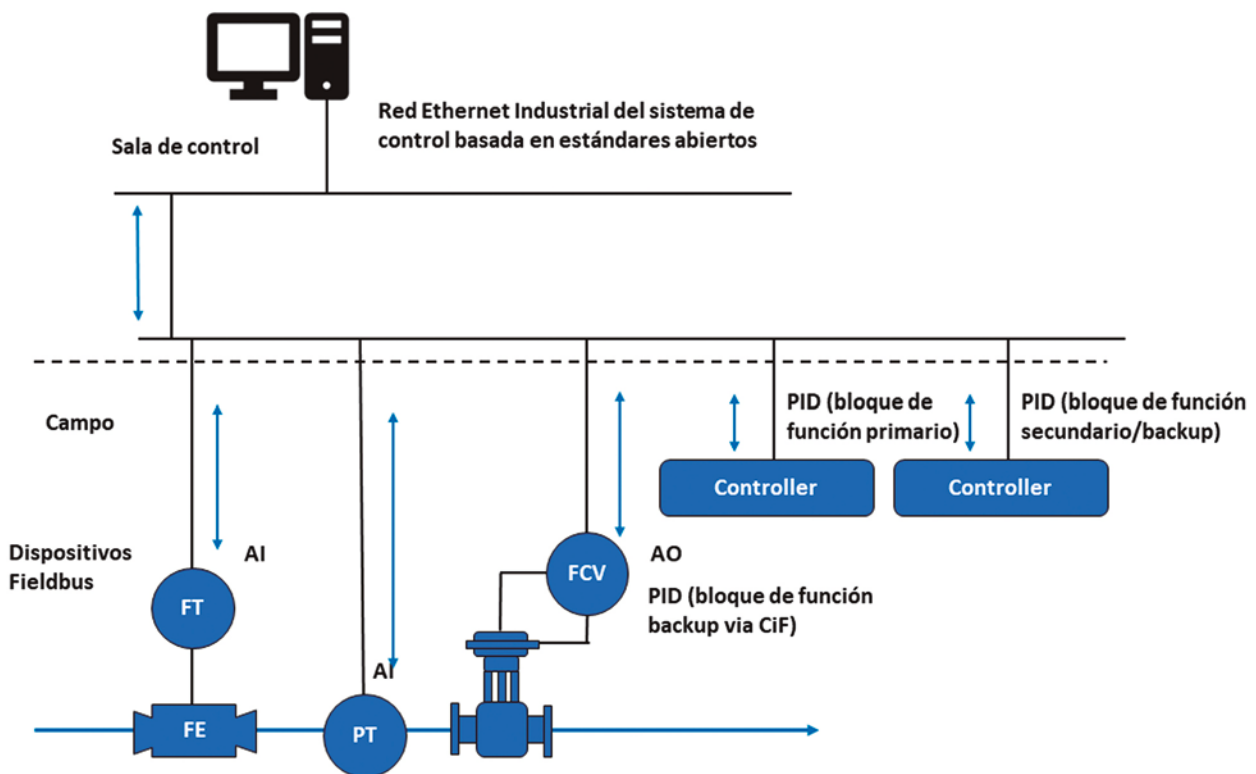 Red Ethernet Industrial del sistema de
control basada en estándares abiertos
Sala de control
Campo
PID (bloque de
función primario)
PID (bloque de función
secundario/backup)
Controller
Controller
Dispositivos
Fieldbus
AI
FT
FCV
AO
PID (bloque de función
backup via CiF)
AI
FE
PT